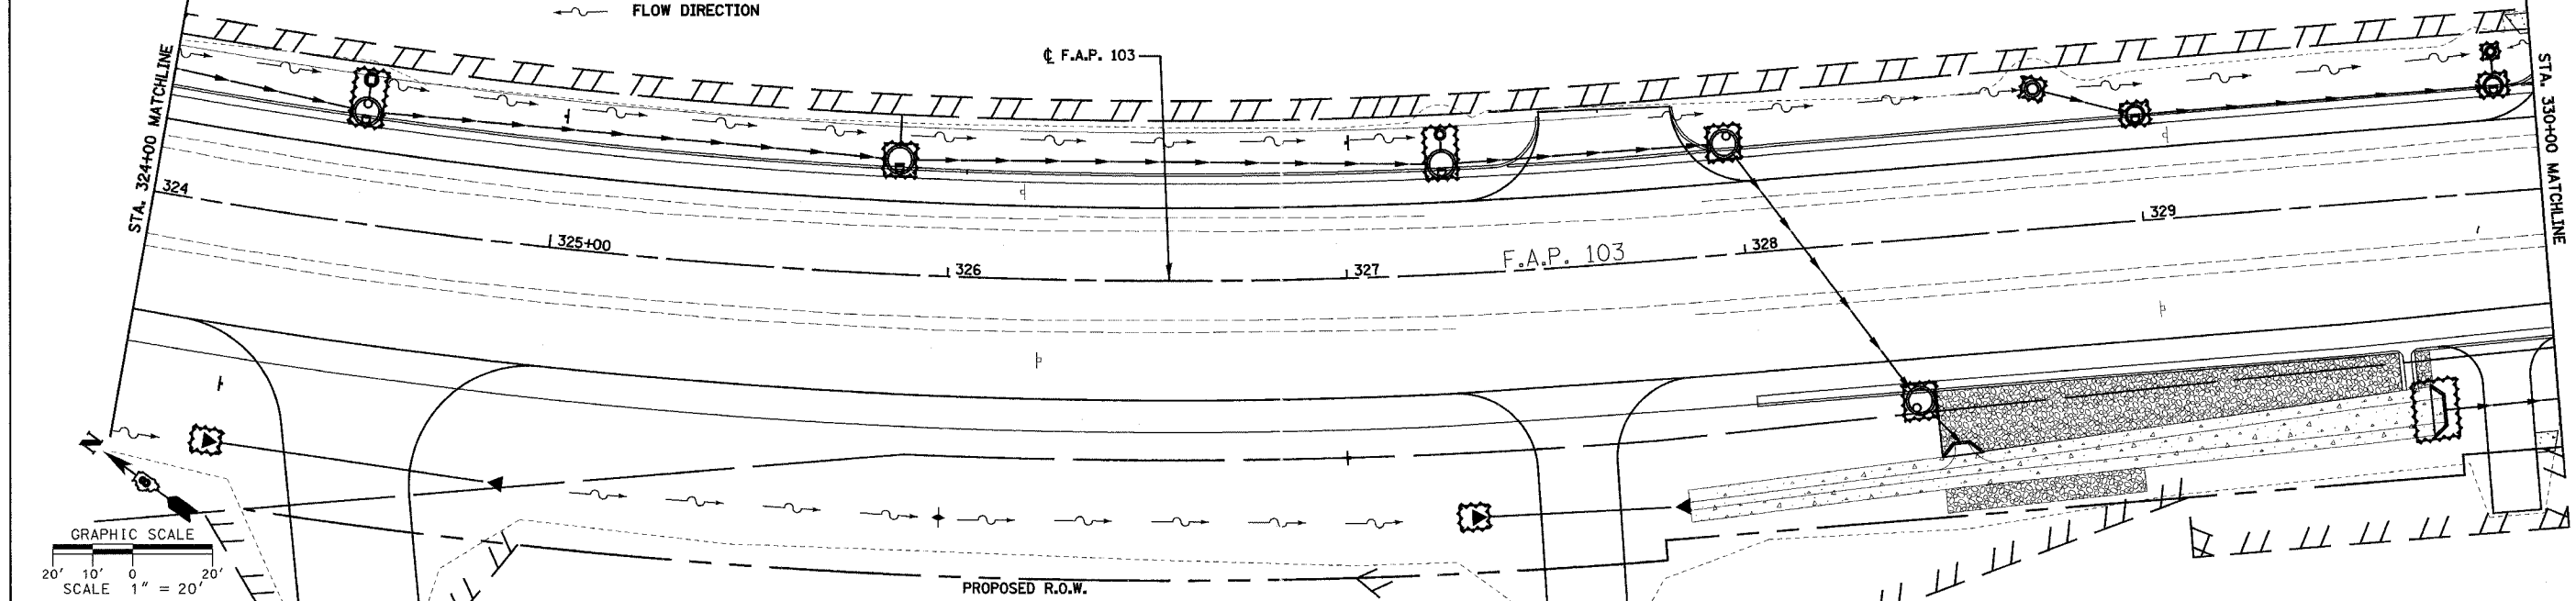 FLOW DIRECTION
℄ F.A.P. 103
STA. 324+00 MATCHLINE
STA. 330+00 MATCHLINE
324
325+00
326
327
F.A.P. 103
328
329
N
GRAPHIC SCALE
20' 10' 0 20'
SCALE 1" = 20'
PROPOSED R.O.W.